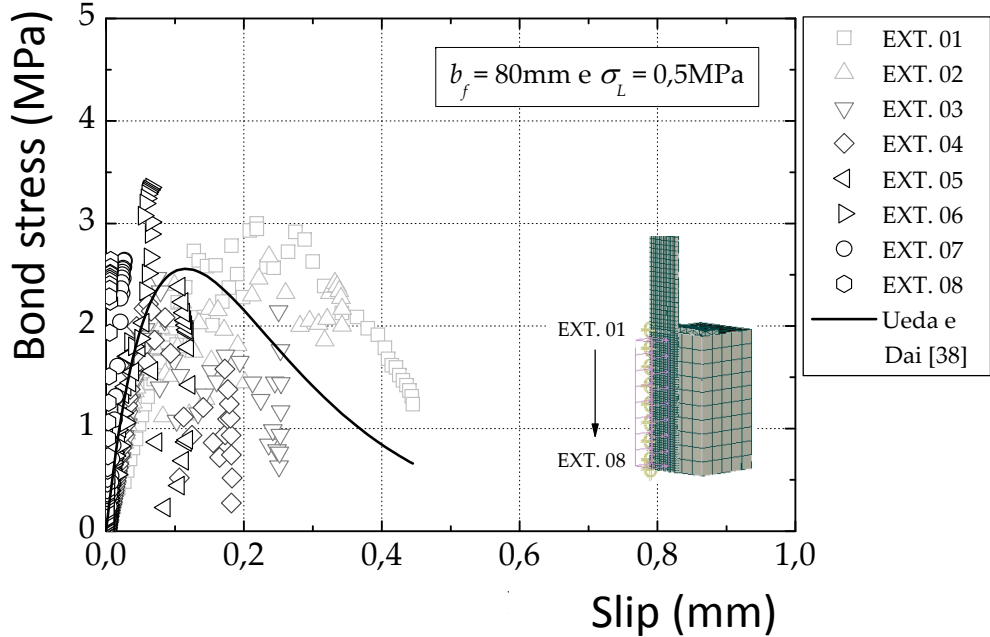 5
4
3
2
1
0
0,0
0,2
0,4
0,6
0,8
1,0
Bond stress (MPa)
Slip (mm)
b_f = 80mm e σ_L = 0,5MPa
EXT. 01
EXT. 08
EXT. 01
EXT. 02
EXT. 03
EXT. 04
EXT. 05
EXT. 06
EXT. 07
EXT. 08
Ueda e
Dai [38]